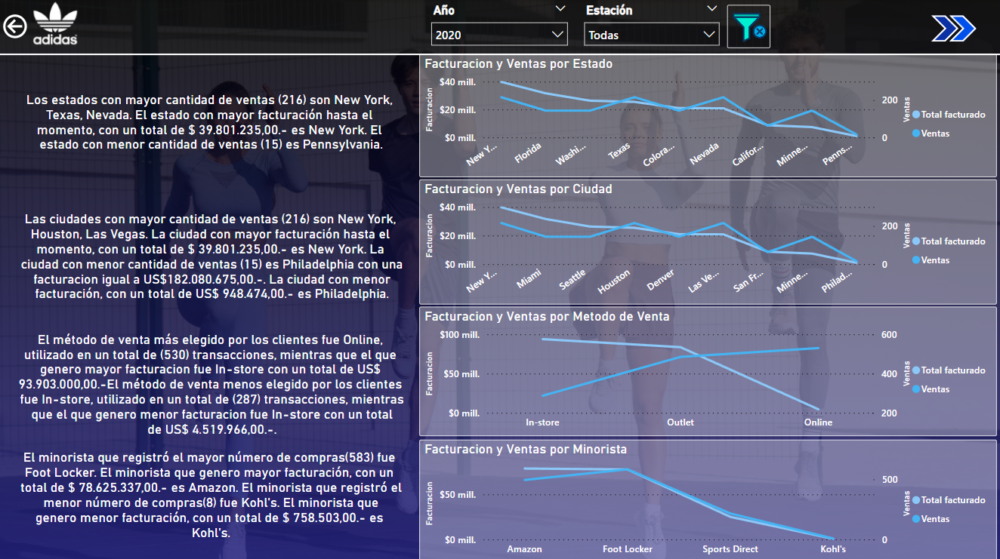 adidas
Año
2020
Estación
Todas
Los estados con mayor cantidad de ventas (216) son New York,
Texas, Nevada. El estado con mayor facturación hasta el
momento, con un total de $ 39.801.235,00.- es New York. El
estado con menor cantidad de ventas (15) es Pennsylvania.
Las ciudades con mayor cantidad de ventas (216) son New York,
Houston, Las Vegas. La ciudad con mayor facturación hasta el
momento, con un total de $ 39.801.235,00.- es New York. La
ciudad con menor cantidad de ventas (15) es Philadelphia con una
facturacion igual a US$182.080.675,00.-. La ciudad con menor
facturación, con un total de US$ 948.474,00.- es Philadelphia.
El método de venta más elegido por los clientes fue Online,
utilizado en un total de (530) transacciones, mientras que el que
genero mayor facturacion fue In-store con un total de US$
93.903.000,00.-El método de venta menos elegido por los clientes
fue In-store, utilizado en un total de (287) transacciones, mientras
que el que genero menor facturacion fue In-store con un total
de US$ 4.519.966,00.-.
El minorista que registró el mayor número de compras(583) fue
Foot Locker. El minorista que genero mayor facturación, con un
total de $ 78.625.337,00.- es Amazon. El minorista que registró el
menor número de compras(8) fue Kohl's. El minorista que
genero menor facturación, con un total de $ 758.503,00.- es
Kohl's.
Facturacion y Ventas por Estado
Facturacion
$40 mill.
$20 mill.
$0 mill.
200
0
Ventas
Total facturado
Ventas
New Y...
Florida
Washi...
Texas
Colora...
Nevada
Califor...
Minne...
Penns...
Facturacion y Ventas por Ciudad
Facturacion
$40 mill.
$20 mill.
$0 mill.
200
0
Ventas
Total facturado
Ventas
New Y...
Miami
Seattle
Houston
Denver
Las Ve...
San Fr...
Minne...
Philad...
Facturacion y Ventas por Metodo de Venta
Facturacion
$100 mill.
$50 mill.
$0 mill.
600
400
200
Ventas
Total facturado
Ventas
In-store
Outlet
Online
Facturacion y Ventas por Minorista
Facturacion
$50 mill.
$0 mill.
500
0
Ventas
Total facturado
Ventas
Amazon
Foot Locker
Sports Direct
Kohl's